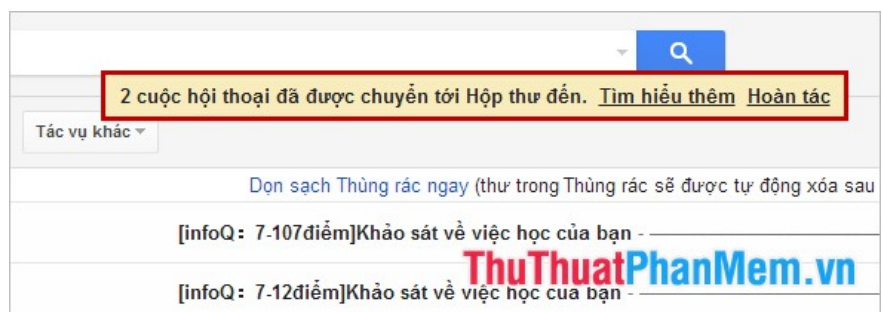 2 cuộc hội thoại đã được chuyển tới Hộp thư đến. Tìm hiểu thêm Hoàn tác
Tác vụ khác
Dọn sạch Thùng rác ngay (thư trong Thùng rác sẽ được tự động xóa sau
[infoQ：7-107điểm]Khảo sát về việc học của bạn -
ThuThuatPhanMem.vn
[infoQ：7-12điểm]Khảo sát về việc học của bạn -